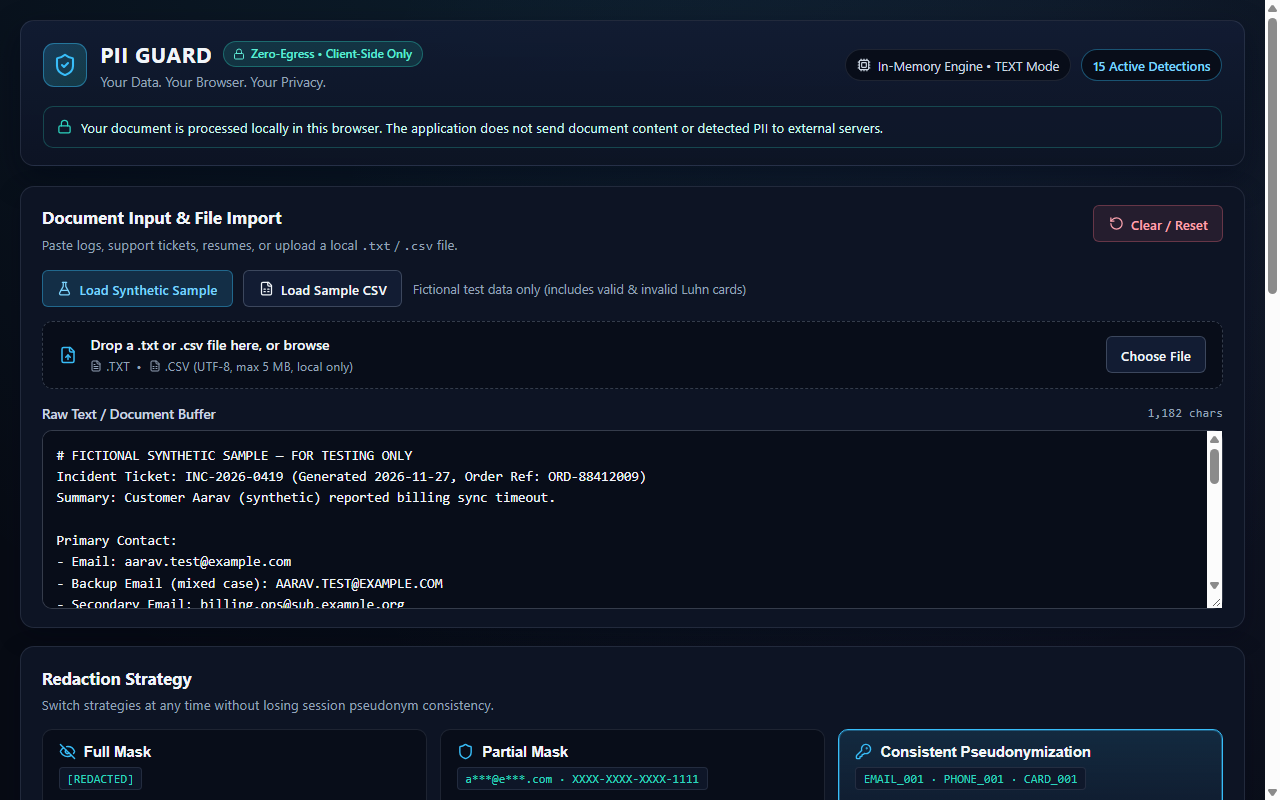 PII GUARD
Zero-Egress • Client-Side Only
Your Data. Your Browser. Your Privacy.
In-Memory Engine • TEXT Mode
15 Active Detections
Your document is processed locally in this browser. The application does not send document content or detected PII to external servers.
Document Input & File Import
Paste logs, support tickets, resumes, or upload a local .txt / .csv file.
Clear / Reset
Load Synthetic Sample
Load Sample CSV
Fictional test data only (includes valid & invalid Luhn cards)
Drop a .txt or .csv file here, or browse
.TXT • .CSV (UTF-8, max 5 MB, local only)
Choose File
Raw Text / Document Buffer
1,182 chars
# FICTIONAL SYNTHETIC SAMPLE — FOR TESTING ONLY
Incident Ticket: INC-2026-0419 (Generated 2026-11-27, Order Ref: ORD-88412009)
Summary: Customer Aarav (synthetic) reported billing sync timeout.
Primary Contact:
- Email: aarav.test@example.com
- Backup Email (mixed case): AARAV.TEST@EXAMPLE.COM
- Secondary Email: billing.ops@sub.example.org
Redaction Strategy
Switch strategies at any time without losing session pseudonym consistency.
Full Mask
[REDACTED]
Partial Mask
a***@e***.com · XXXX-XXXX-XXXX-1111
Consistent Pseudonymization
EMAIL_001 · PHONE_001 · CARD_001